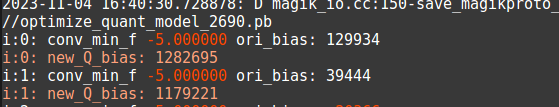 2023-11-04 16:40:30.728878: D magik_io.cc:150-save_magikproto_
//optimize_quant_model_2690.pb
i:0: conv_min_f -5.000000 ori_bias: 129934
i:0: new_Q_bias: 1282695
i:1: conv_min_f -5.000000 ori_bias: 39444
i:1: new_Q_bias: 1179221